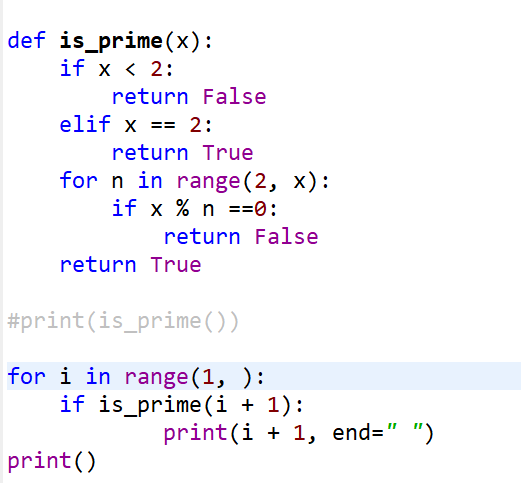 def is_prime(x):
    if x < 2:
        return False
    elif x == 2:
        return True
    for n in range(2, x):
        if x % n ==0:
            return False
    return True
#print(is_prime())
for i in range(1, ):
    if is_prime(i + 1):
            print(i + 1, end=" ")
print()